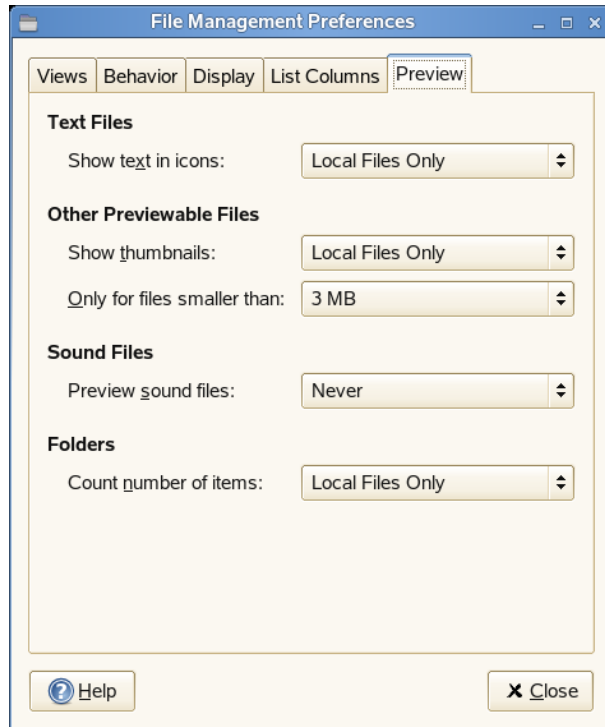 File Management Preferences
Views Behavior Display List Columns Preview
Text Files
Show text in icons: Local Files Only
Other Previewable Files
Show thumbnails: Local Files Only
Only for files smaller than: 3 MB
Sound Files
Preview sound files: Never
Folders
Count number of items: Local Files Only
Help Close